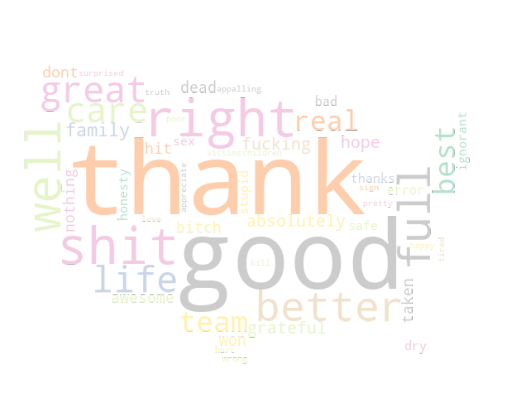 dont surprised
great truth dead appalling
care right bad
family real
well thank hit sex fucking hope best ignorant
nothing honesty appreciate stupid thanks error
love sign pretty
shit bitch absolutely safe full
good
life kill tired
awesome better taken
team grateful
won dry
hurt
wrong